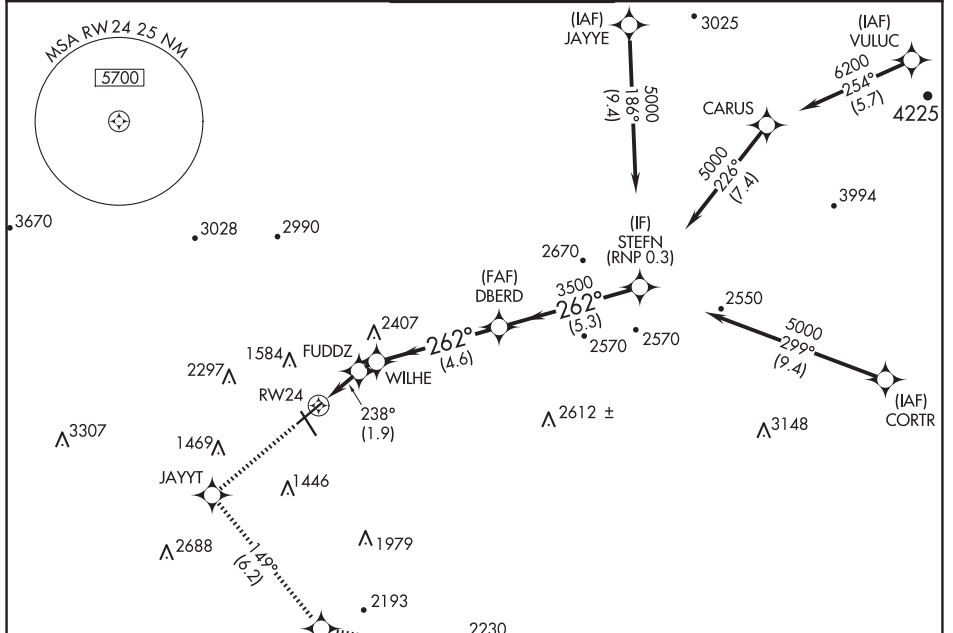 MSA RW24 25 NM
5700
(IAF)
JAYYE
3025
(IAF)
VULUC
6200
254°
(5.7)
4225
5000
186°
(9.4)
CARUS
5000
226°
(7.4)
3994
3670
3028
2990
(IF)
STEFN
(RNP 0.3)
2670
(FAF)
DBERD
3500
262°
(5.3)
2550
2570
2570
5000
299°
(9.4)
(IAF)
CORTR
2407
262°
(4.6)
FUDDZ
1584
WILHE
2297
RW24
238°
(1.9)
2612 ±
3148
3307
1469
JAYYT
1446
2688
149°
(6.2)
1979
2193
2230